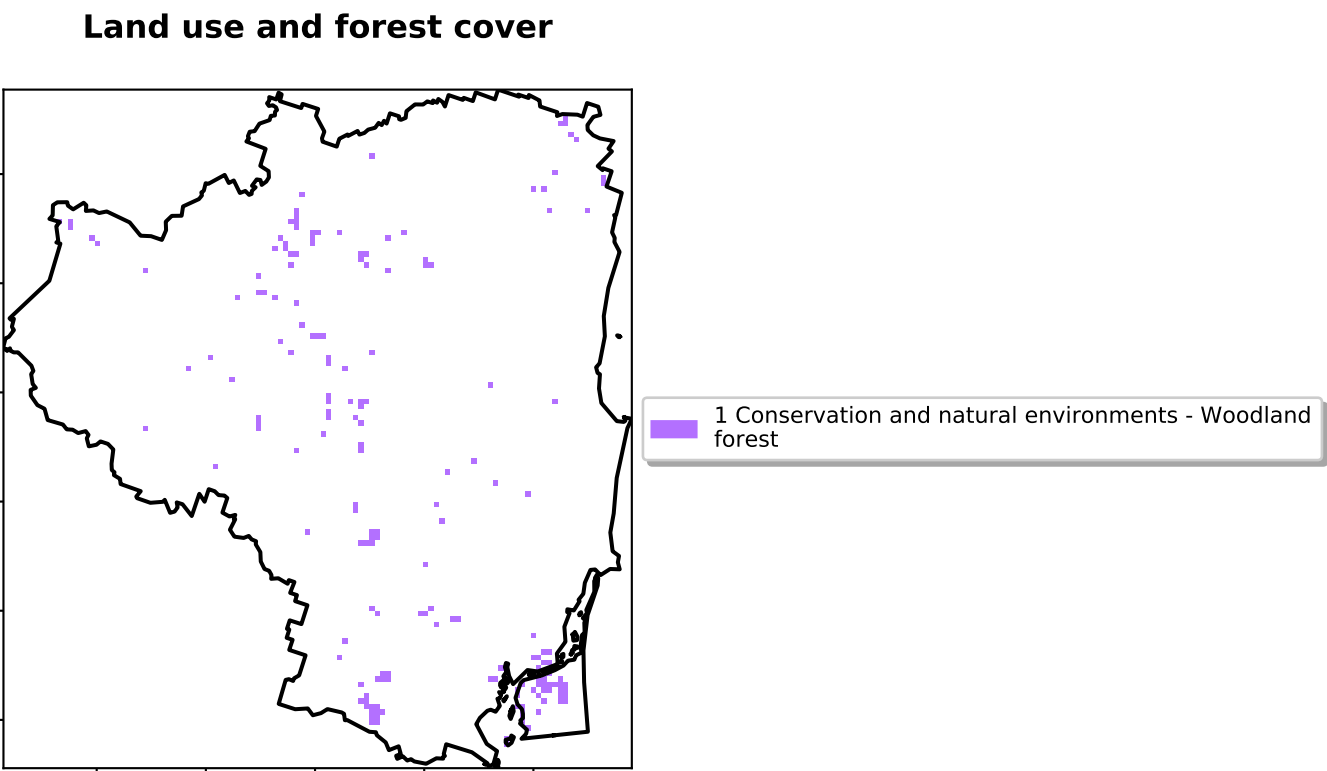 Land use and forest cover
1 Conservation and natural environments - Woodland
forest